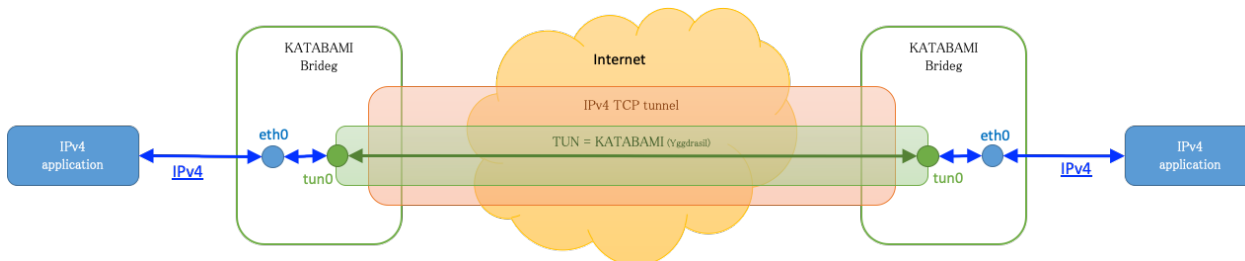 KATABAMI
Brideg
Internet
KATABAMI
Brideg
IPv4 TCP tunnel
IPv4
application
eth0
TUN = KATABAMI (Yggdrasil)
eth0
IPv4
application
IPv4
tun0
tun0
IPv4